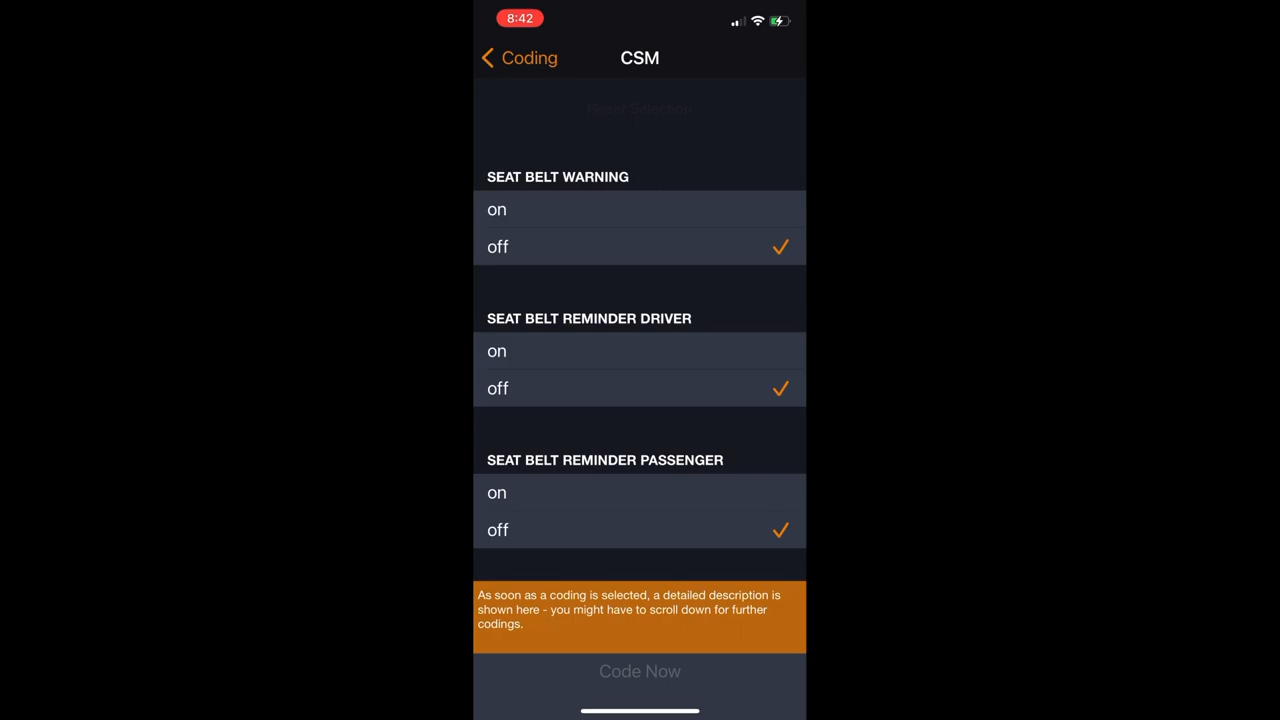 8:42
Coding
CSM
Reset Selection
SEAT BELT WARNING
on
off
SEAT BELT REMINDER DRIVER
on
off
SEAT BELT REMINDER PASSENGER
on
off
As soon as a coding is selected, a detailed description is
shown here - you might have to scroll down for further
codings.
Code Now